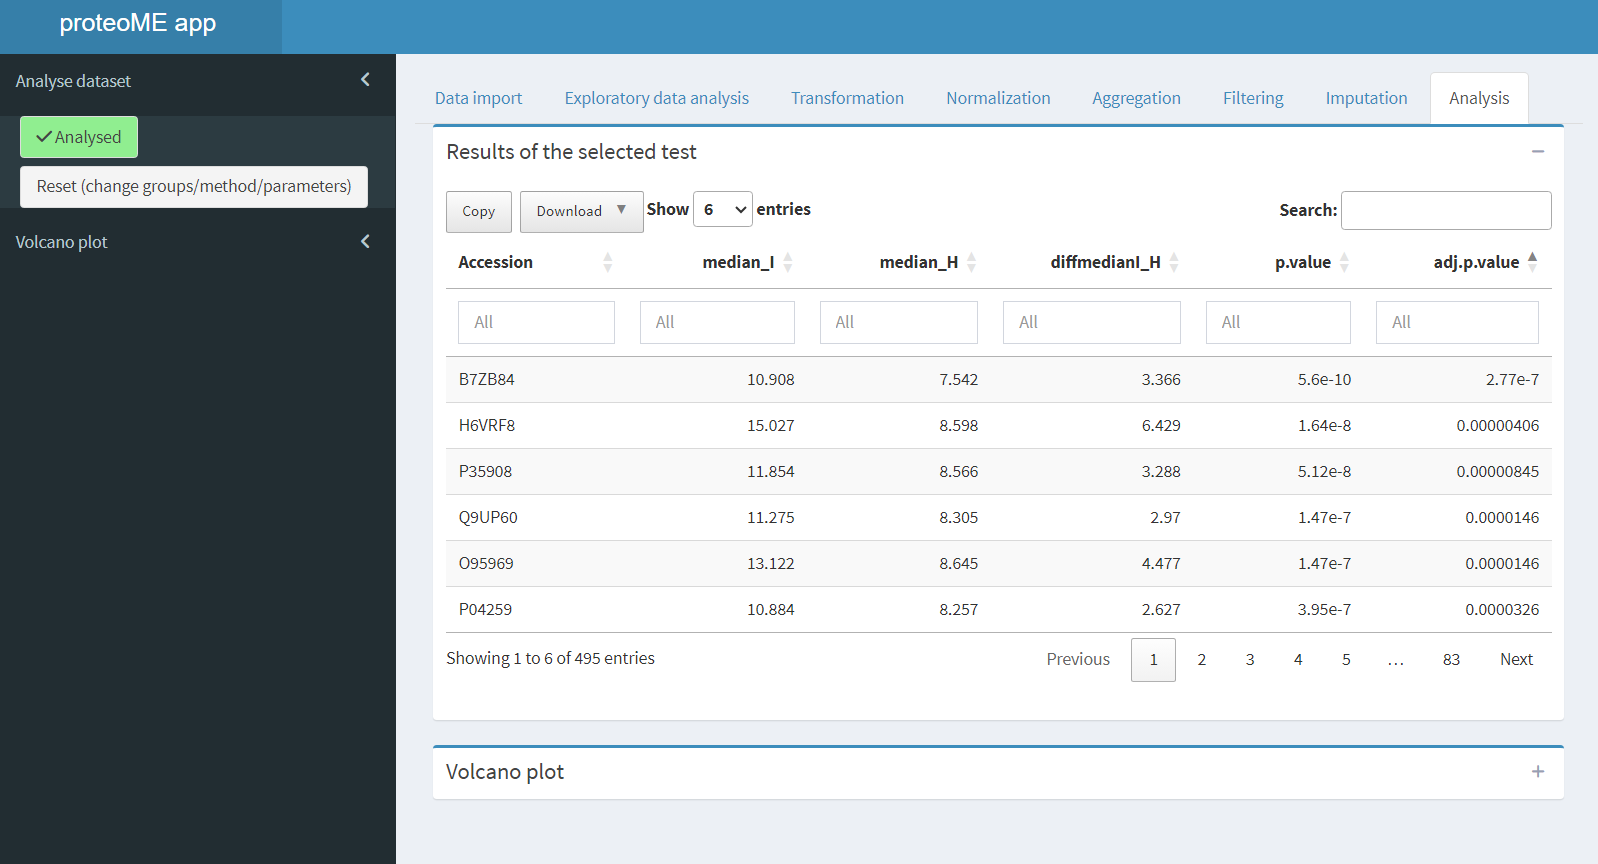 proteoME app
Analyse dataset
Analysed
Reset (change groups/method/parameters)
Volcano plot
Data import Exploratory data analysis Transformation Normalization Aggregation Filtering Imputation Analysis
Results of the selected test
Copy Download Show 6 entries Search:
Accession median_I median_H diffmedianI_H p.value adj.p.value
All All All All All All
B7ZB84 10.908 7.542 3.366 5.6e-10 2.77e-7
H6VRF8 15.027 8.598 6.429 1.64e-8 0.00000406
P35908 11.854 8.566 3.288 5.12e-8 0.00000845
Q9UP60 11.275 8.305 2.97 1.47e-7 0.0000146
O95969 13.122 8.645 4.477 1.47e-7 0.0000146
P04259 10.884 8.257 2.627 3.95e-7 0.0000326
Showing 1 to 6 of 495 entries Previous 1 2 3 4 5 … 83 Next
Volcano plot